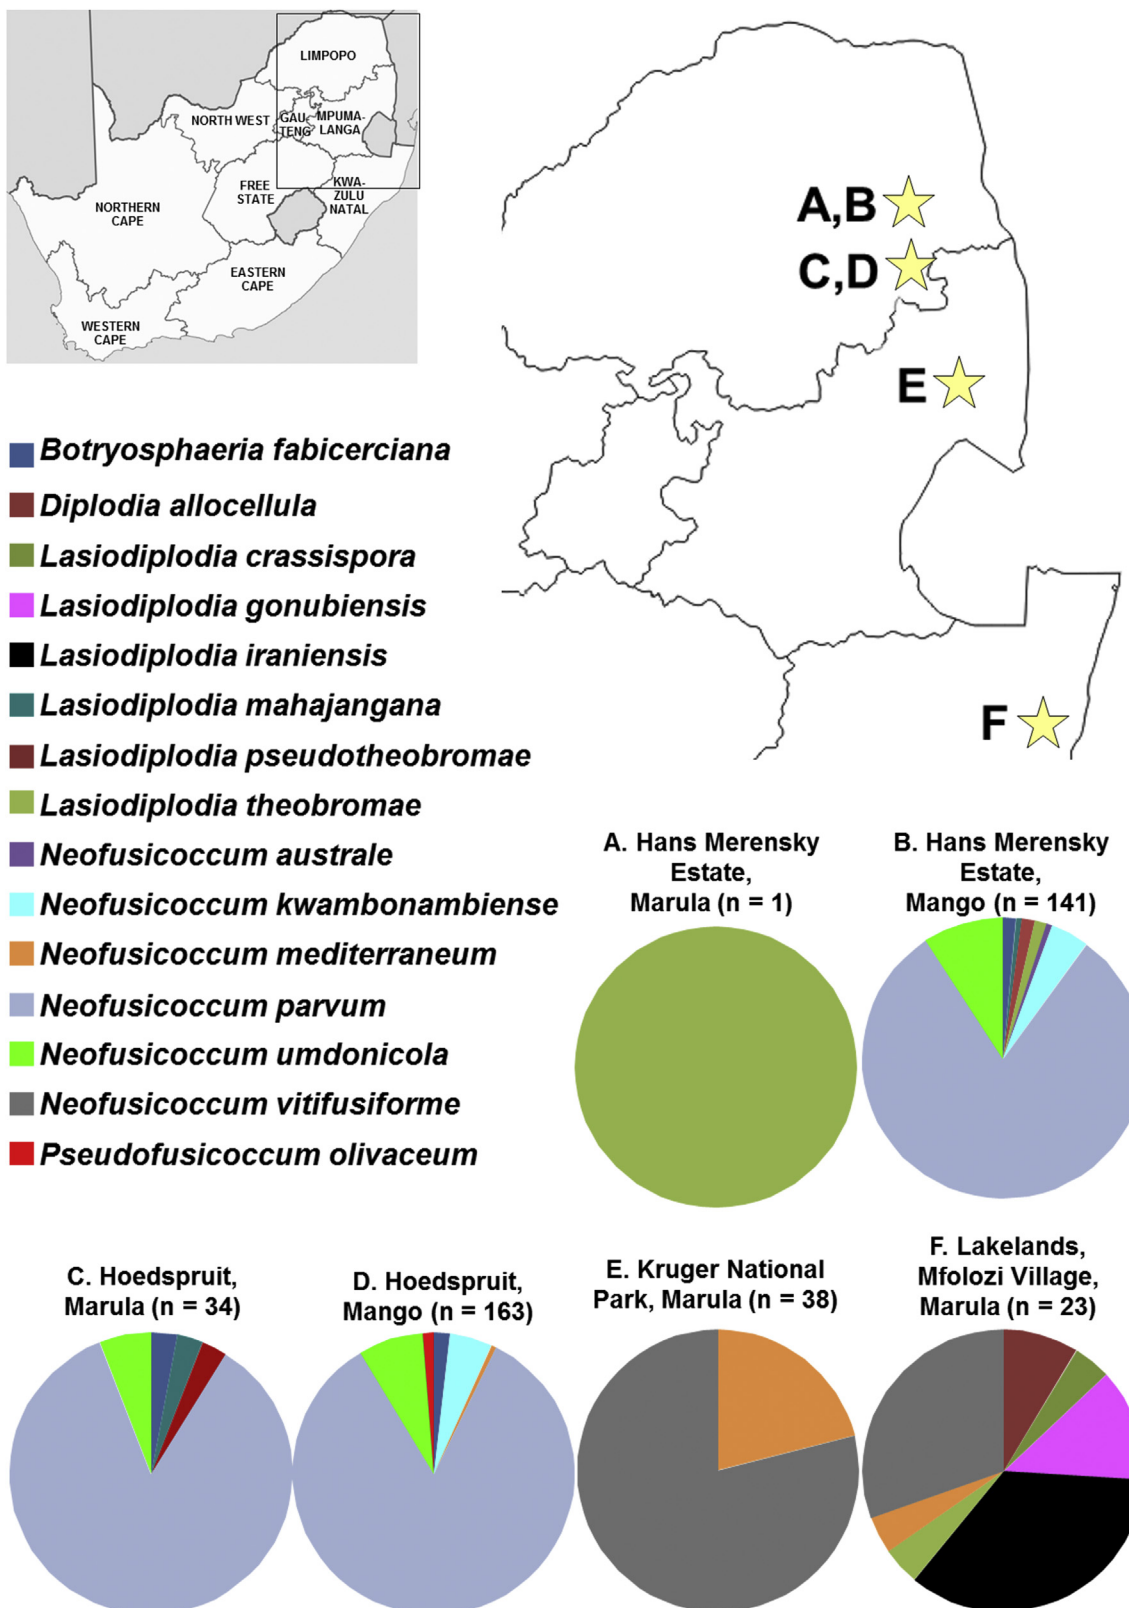 LIMPOPO
NORTH WEST
GAU-
TENG
MPUMA-
LANGA
FREE
STATE
KWA-
ZULU
NATAL
NORTHERN
CAPE
EASTERN
CAPE
WESTERN
CAPE
A,B
C,D
E
F
Botryosphaeria fabicerciana
Diplodia allocellula
Lasiodiplodia crassispora
Lasiodiplodia gonubiensis
Lasiodiplodia iraniensis
Lasiodiplodia mahajangana
Lasiodiplodia pseudotheobromae
Lasiodiplodia theobromae
Neofusicoccum australe
Neofusicoccum kwambonambiense
Neofusicoccum mediterraneum
Neofusicoccum parvum
Neofusicoccum umdonicola
Neofusicoccum vitifusiforme
Pseudofusicoccum olivaceum
A. Hans Merensky
Estate,
Marula (n = 1)
B. Hans Merensky
Estate,
Mango (n = 141)
C. Hoedspruit,
Marula (n = 34)
D. Hoedspruit,
Mango (n = 163)
E. Kruger National
Park, Marula (n = 38)
F. Lakelands,
Mfolozi Village,
Marula (n = 23)